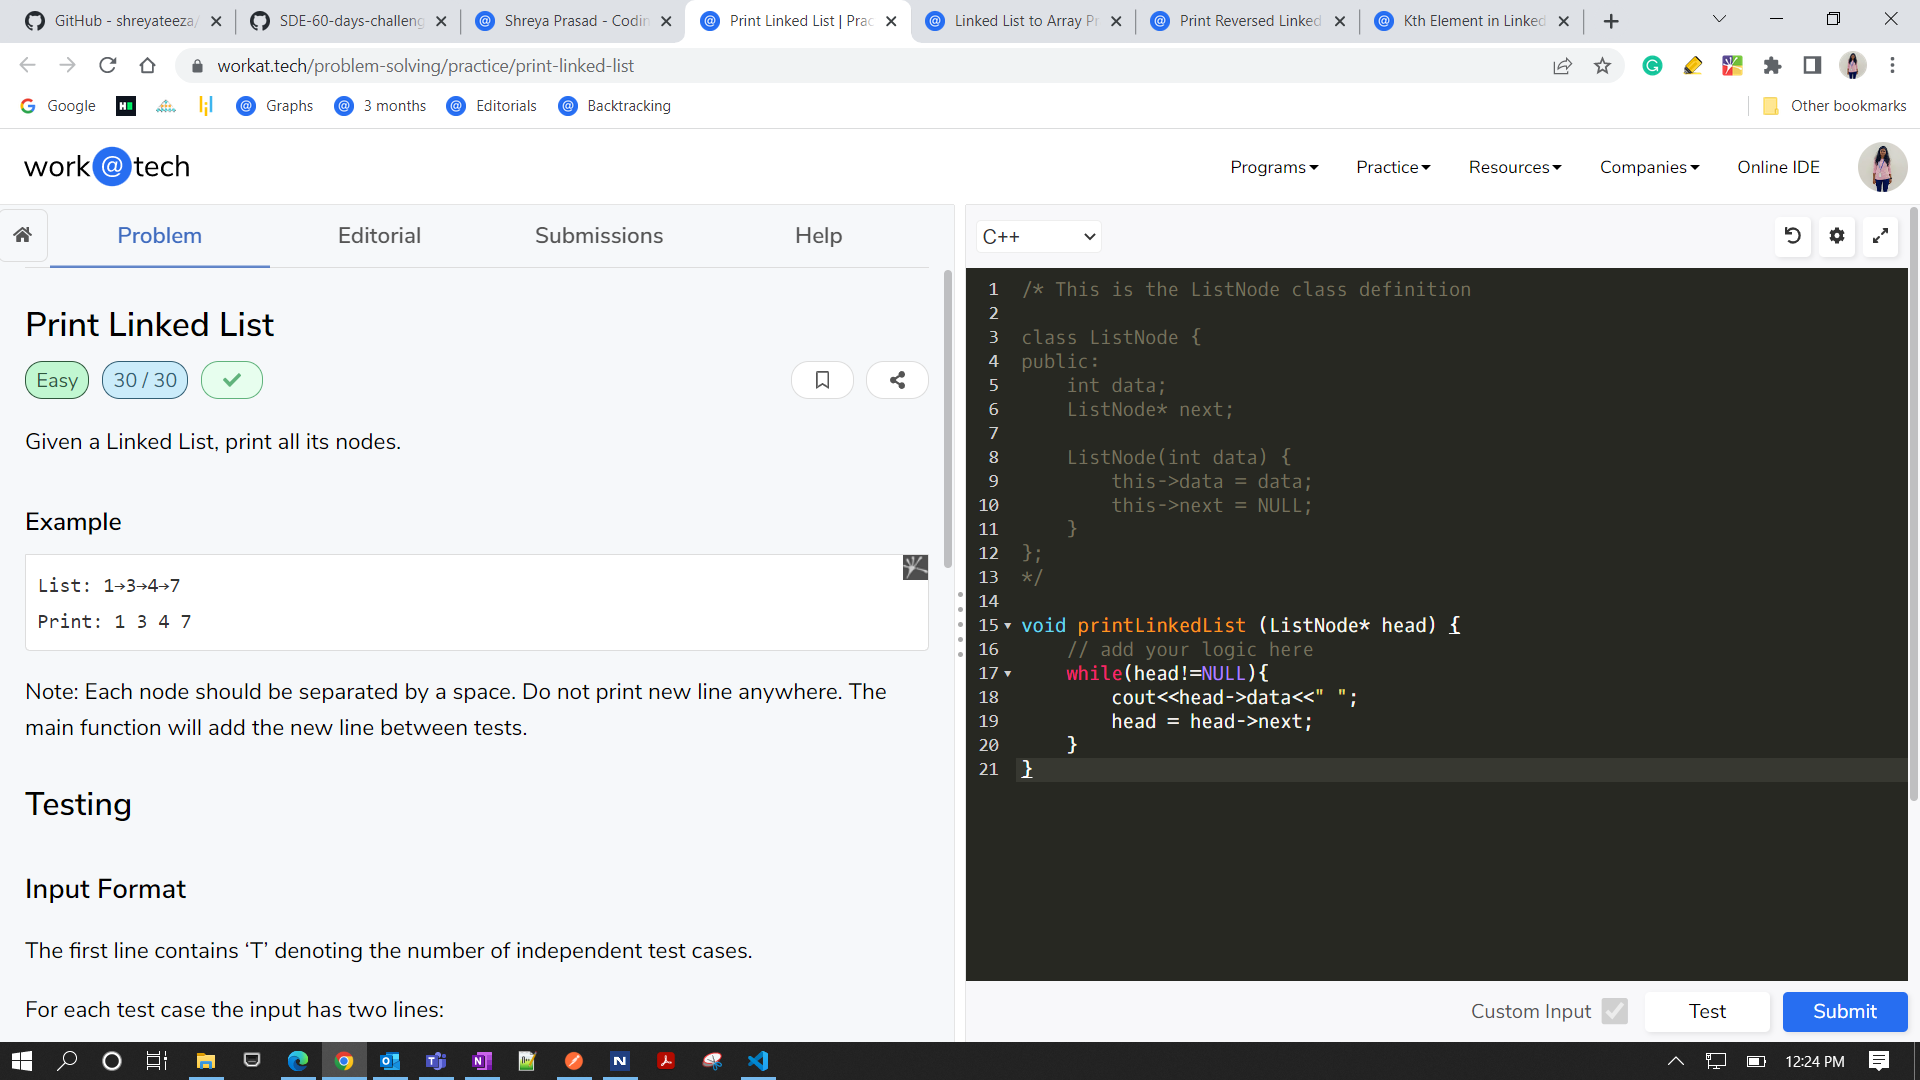 GitHub - shreyateeza/
SDE-60-days-challeng
Shreya Prasad - Codin
Print Linked List | Prac
Linked List to Array Pr
Print Reversed Linked
Kth Element in Linked
workat.tech/problem-solving/practice/print-linked-list
Google
Graphs
3 months
Editorials
Backtracking
Other bookmarks
work@tech
Programs
Practice
Resources
Companies
Online IDE
Problem
Editorial
Submissions
Help
C++
Print Linked List
Easy
30 / 30
Given a Linked List, print all its nodes.
Example
List: 1→3→4→7
Print: 1 3 4 7
Note: Each node should be separated by a space. Do not print new line anywhere. The
main function will add the new line between tests.
Testing
Input Format
The first line contains ‘T’ denoting the number of independent test cases.
For each test case the input has two lines:
1 /* This is the ListNode class definition
2
3 class ListNode {
4 public:
5     int data;
6     ListNode* next;
7
8     ListNode(int data) {
9         this->data = data;
10         this->next = NULL;
11     }
12 };
13 */
14
15 void printLinkedList (ListNode* head) {
16     // add your logic here
17     while(head!=NULL){
18         cout<<head->data<<" ";
19         head = head->next;
20     }
21 }
Custom Input
Test
Submit
12:24 PM